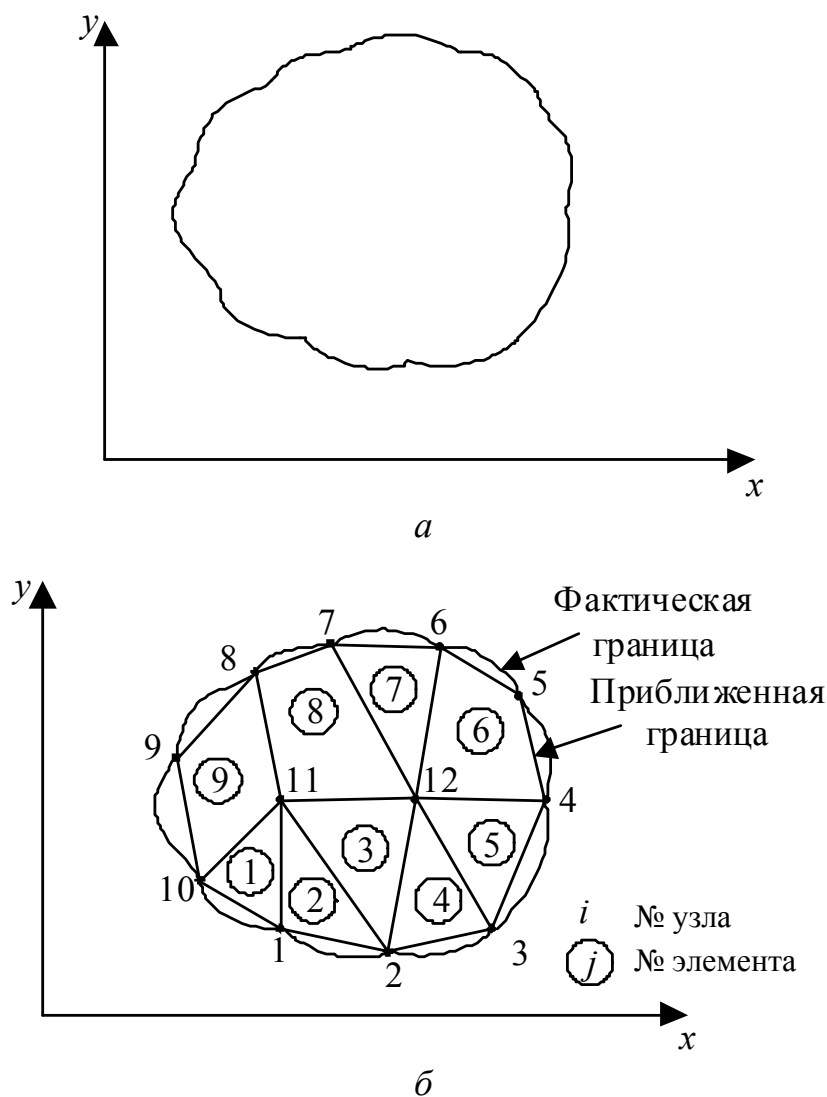 y
x
а
y
7
6
Фактическая
граница
8
5
7
Приближенная
8
6
граница
9
9
11
12
4
3
5
1
10
2
4
i № узла
1
3
j № элемента
2
x
б